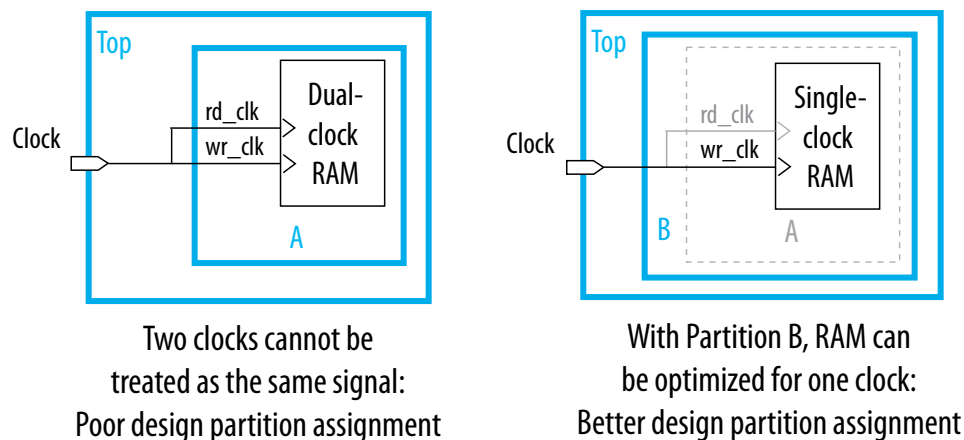 Top
Clock
rd_clk
wr_clk
Dual-
clock
RAM
A
Two clocks cannot be
treated as the same signal:
Poor design partition assignment
Top
Clock
rd_clk
wr_clk
Single-
clock
RAM
B
A
With Partition B, RAM can
be optimized for one clock:
Better design partition assignment